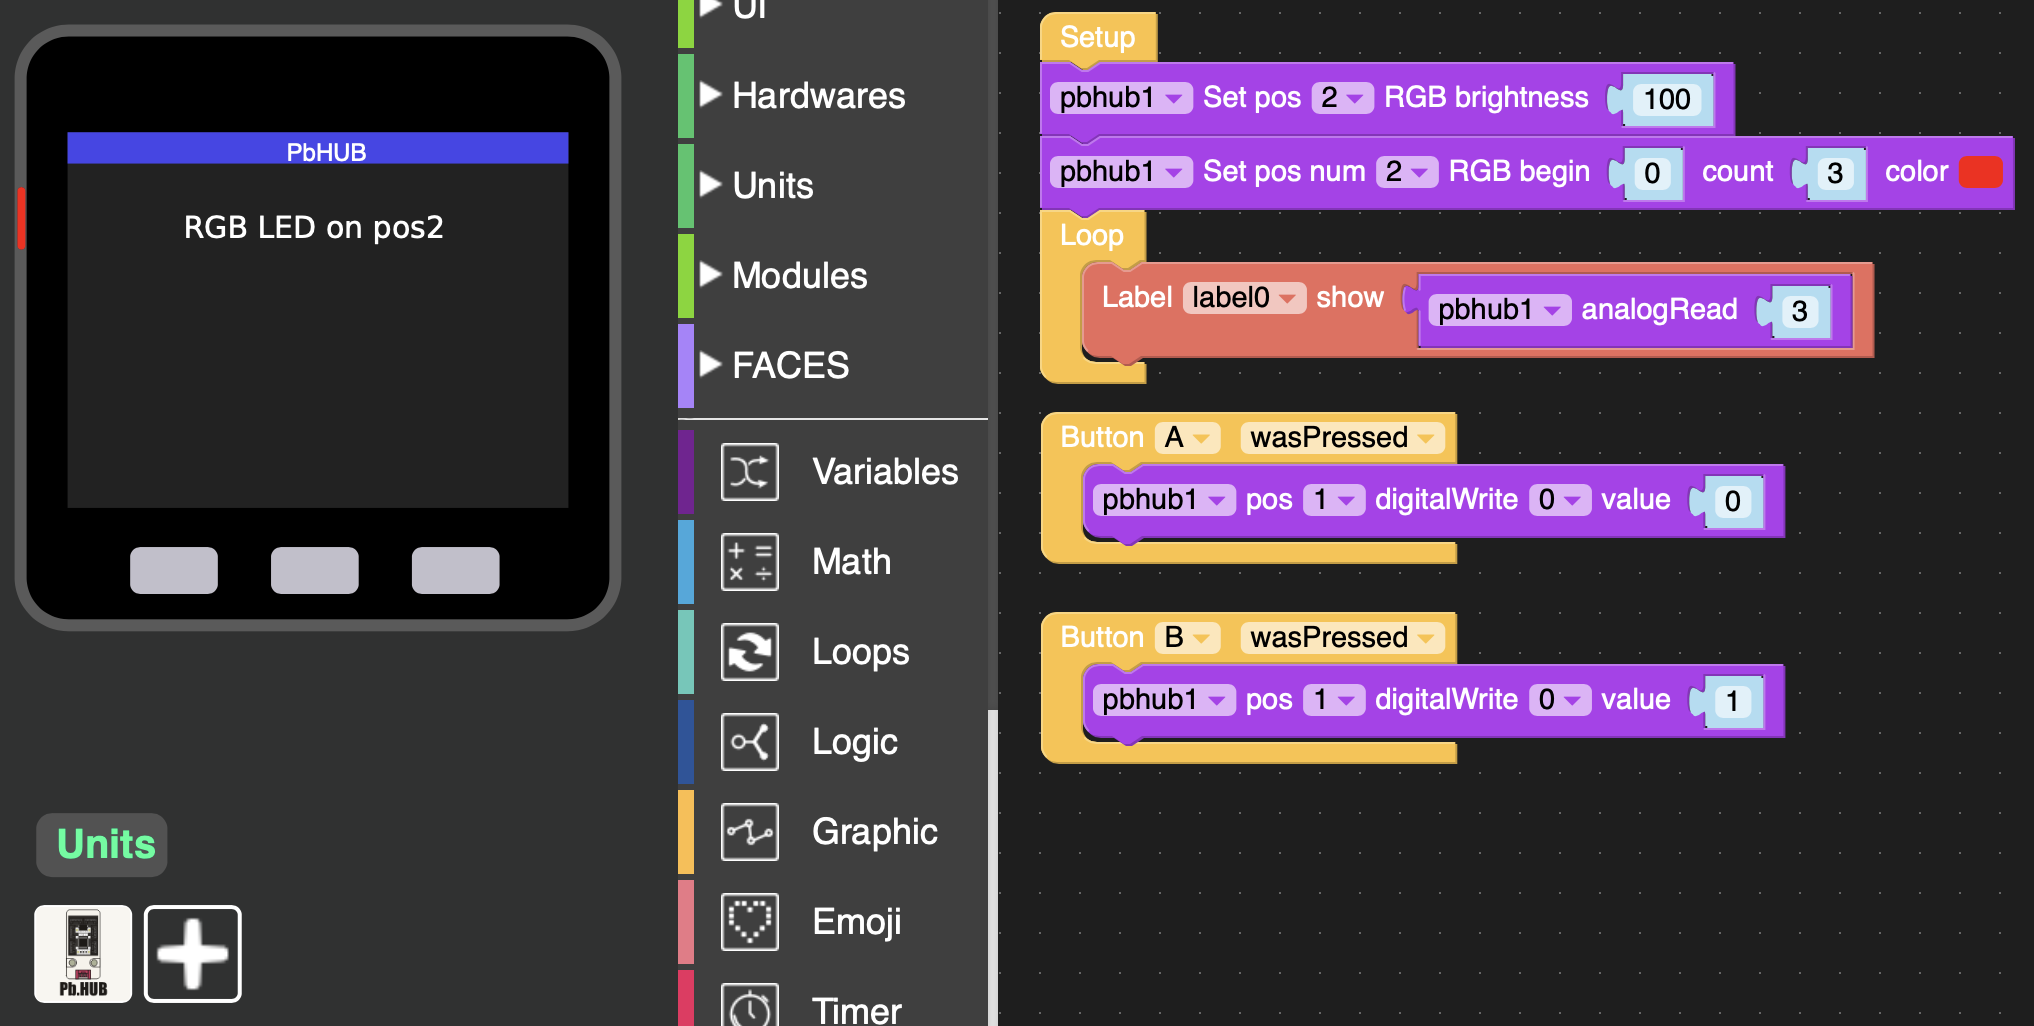 PbHUB
RGB LED on pos2
Units
Pb.HUB
UI
Hardwares
Units
Modules
FACES
Variables
Math
Loops
Logic
Graphic
Emoji
Timer
Setup
pbhub1 Set pos 2 RGB brightness 100
pbhub1 Set pos num 2 RGB begin 0 count 3 color
Loop
Label label0 show pbhub1 analogRead 3
Button A wasPressed
pbhub1 pos 1 digitalWrite 0 value 0
Button B wasPressed
pbhub1 pos 1 digitalWrite 0 value 1